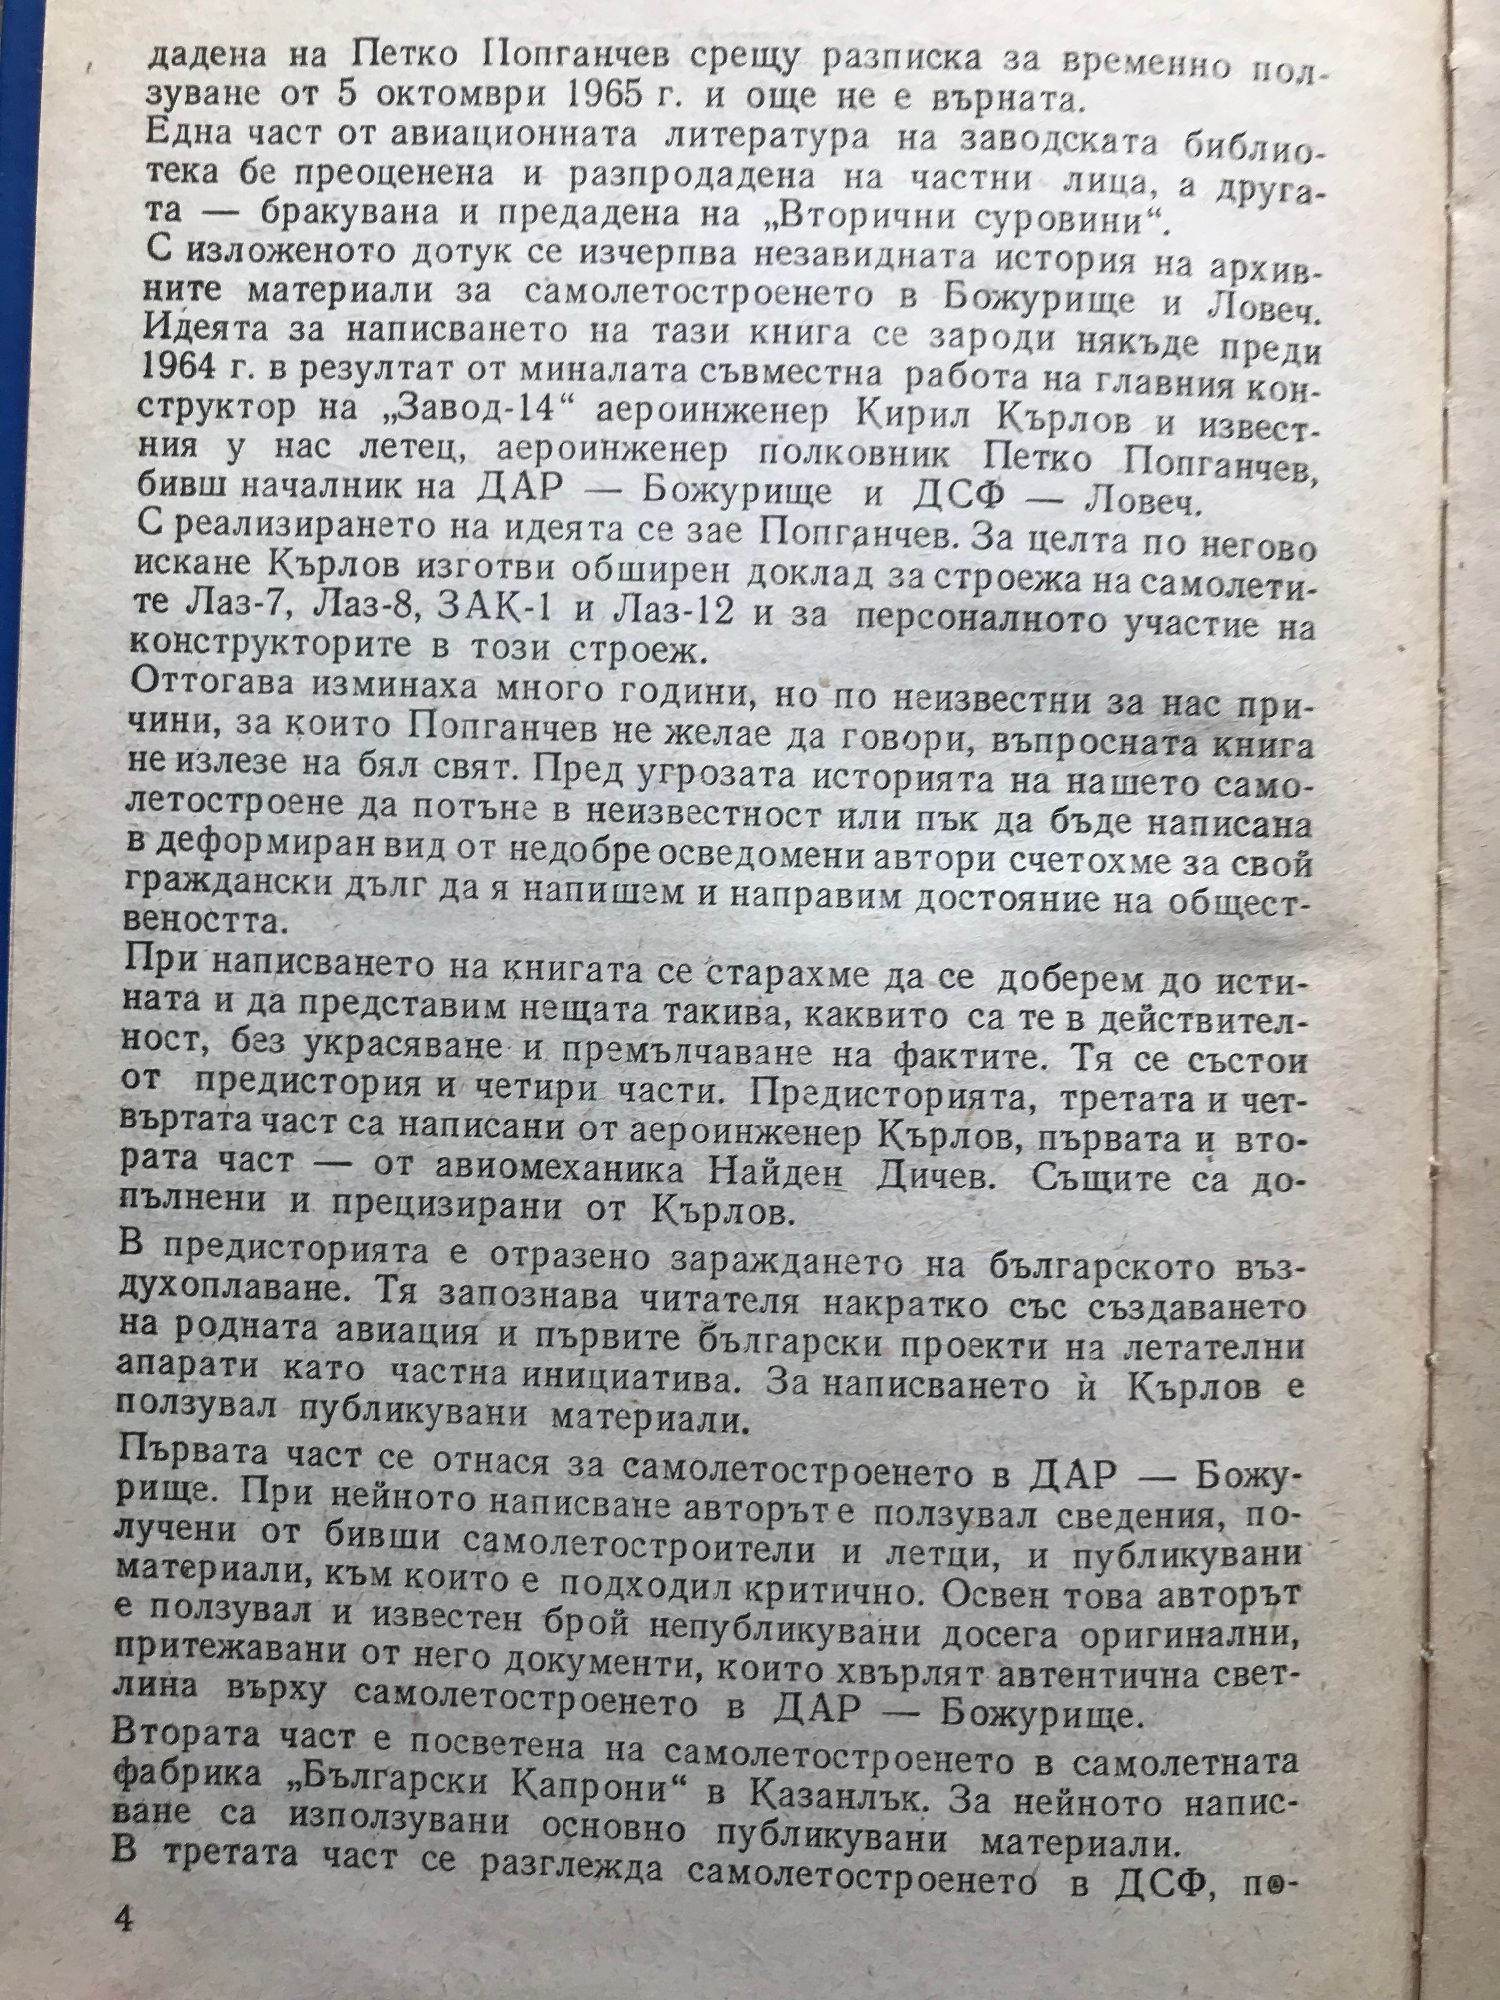 дадена на Петко Попганчев срещу разписка за временно пол-
зуване от 5 октомври 1965 г. и още не е върната.
Една част от авиационната литература на заводската библио-
тека бе преоценена и разпродадена на частни лица, а друга-
та — бракувана и предадена на „Вторични суровини“.
С изложеното дотук се изчерпва незавидната история на архив-
ните материали за самолетостроенето в Божурище и Ловеч.
Идеята за написването на тази книга се зароди някъде преди
1964 г. в резултат от миналата съвместна работа на главния кон-
структор на „Завод-14“ аероинженер Кирил Кърлов и извест-
ния у нас летец, аероинженер полковник Петко Попганчев,
бивш началник на ДАР — Божурище и ДСФ — Ловеч.
С реализирането на идеята се зае Попганчев. За целта по негово
искане Кърлов изготви обширен доклад за строежа на самолети-
те Лаз-7, Лаз-8, ЗАК-1 и Лаз-12 и за персоналното участие на
конструкторите в този строеж.
Оттогава изминаха много години, но по неизвестни за нас при-
чини, за които Попганчев не желае да говори, въпросната книга
не излезе на бял свят. Пред угрозата историята на нашето само-
летостроене да потъне в неизвестност или пък да бъде написана
в деформиран вид от недобре осведомени автори счетохме за свой
граждански дълг да я напишем и направим достояние на общест-
веността.
При написването на книгата се старахме да се доберем до исти-
ната и да представим нещата такива, каквито са те в действител-
ност, без украсяване и премълчаване на фактите. Тя се състои
от предистория и четири части. Предисторията, третата и чет-
въртата част са написани от аероинженер Кърлов, първата и вто-
рата част — от авиомеханика Найден Дичев. Същите са до-
пълнени и прецизирани от Кърлов.
В предисторията е отразено зараждането на българското въз-
духоплаване. Тя запознава читателя накратко със създаването
на родната авиация и първите български проекти на летателни
апарати като частна инициатива. За написването ѝ Кърлов е
ползувал публикувани материали.
Първата част се отнася за самолетостроенето в ДАР — Божу-
рище. При нейното написване авторът е ползувал сведения, по-
лучени от бивши самолетостроители и летци, и публикувани
материали, към които е подходил критично. Освен това авторът
е ползувал и известен брой непубликувани досега оригинални,
притежавани от него документи, които хвърлят автентична свет-
лина върху самолетостроенето в ДАР — Божурище.
Втората част е посветена на самолетостроенето в самолетната
фабрика „Български Капрони“ в Казанлък. За нейното напис-
ване са използувани основно публикувани материали.
В третата част се разглежда самолетостроенето в ДСФ, по-
4